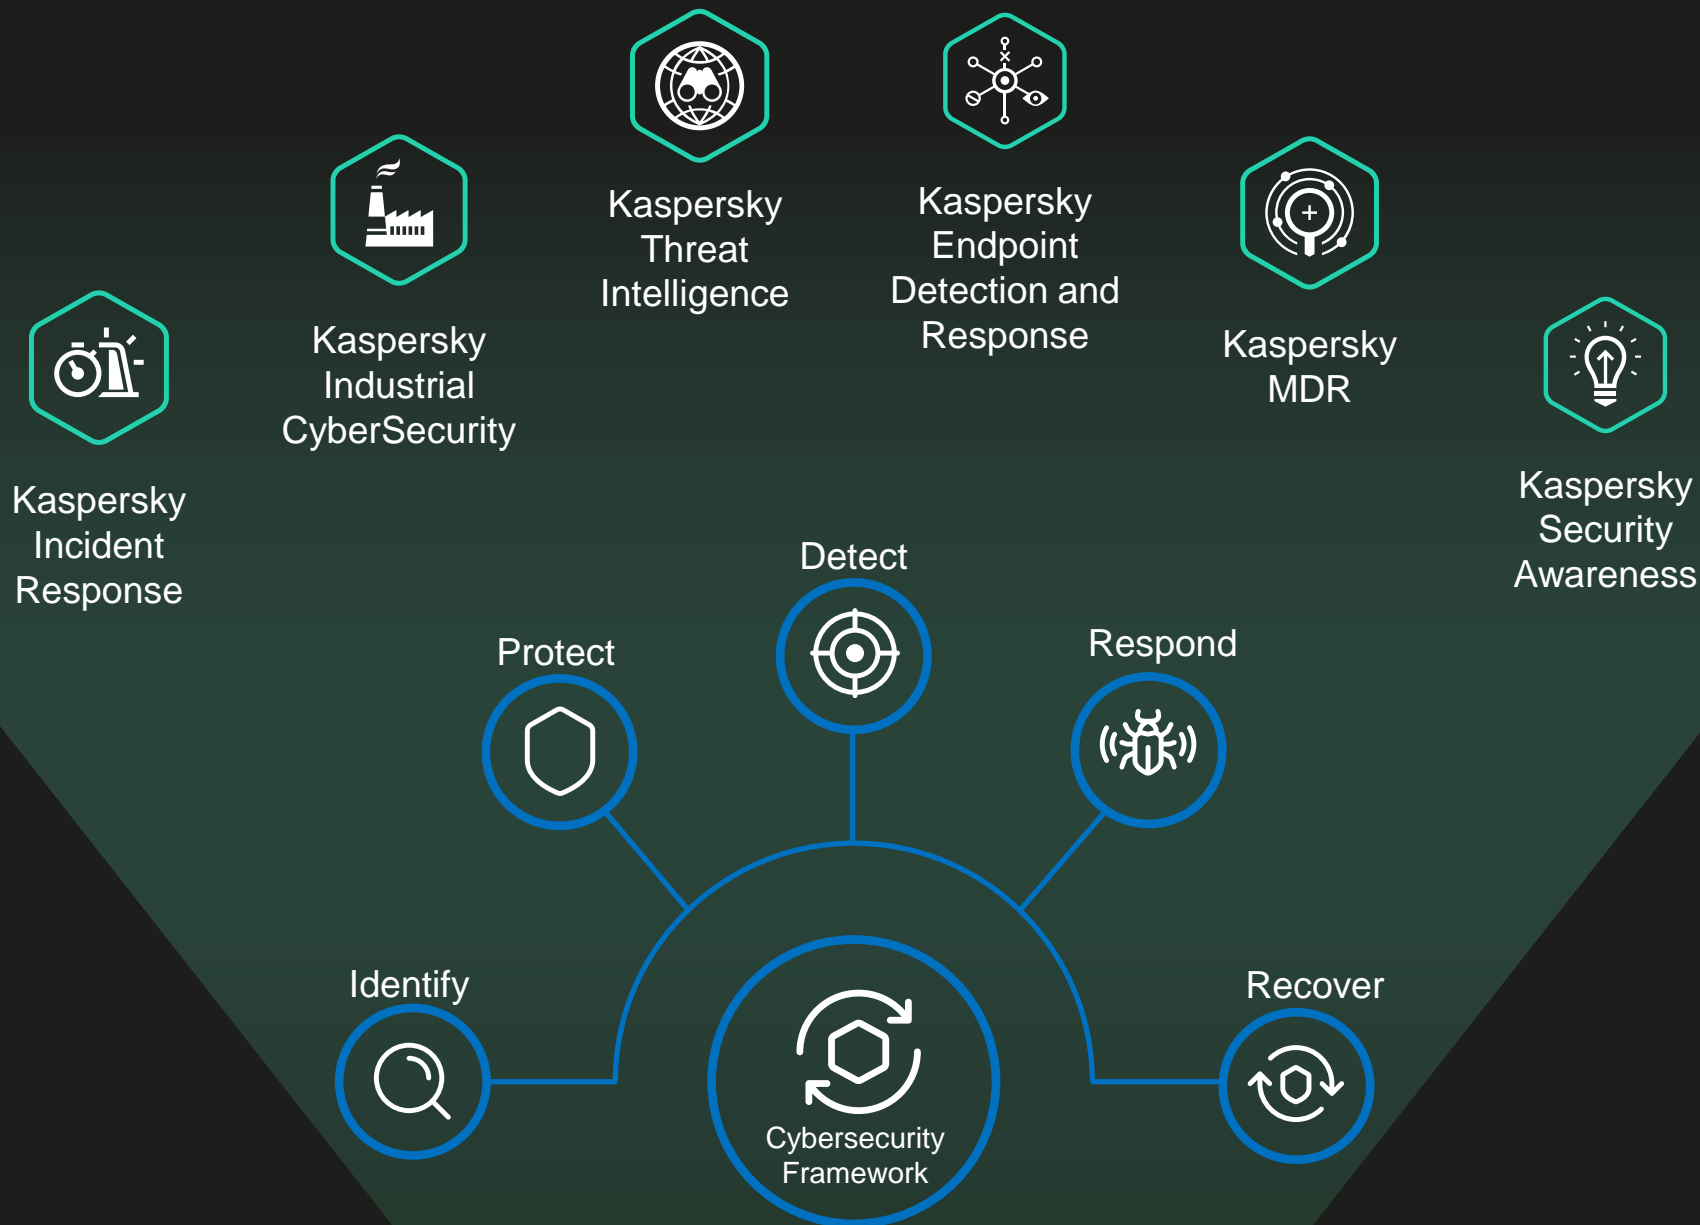 Kaspersky
Incident
Response
Kaspersky
Industrial
CyberSecurity
Kaspersky
Threat
Intelligence
Kaspersky
Endpoint
Detection and
Response
Kaspersky
MDR
Kaspersky
Security
Awareness
Identify
Protect
Detect
Respond
Recover
Cybersecurity
Framework